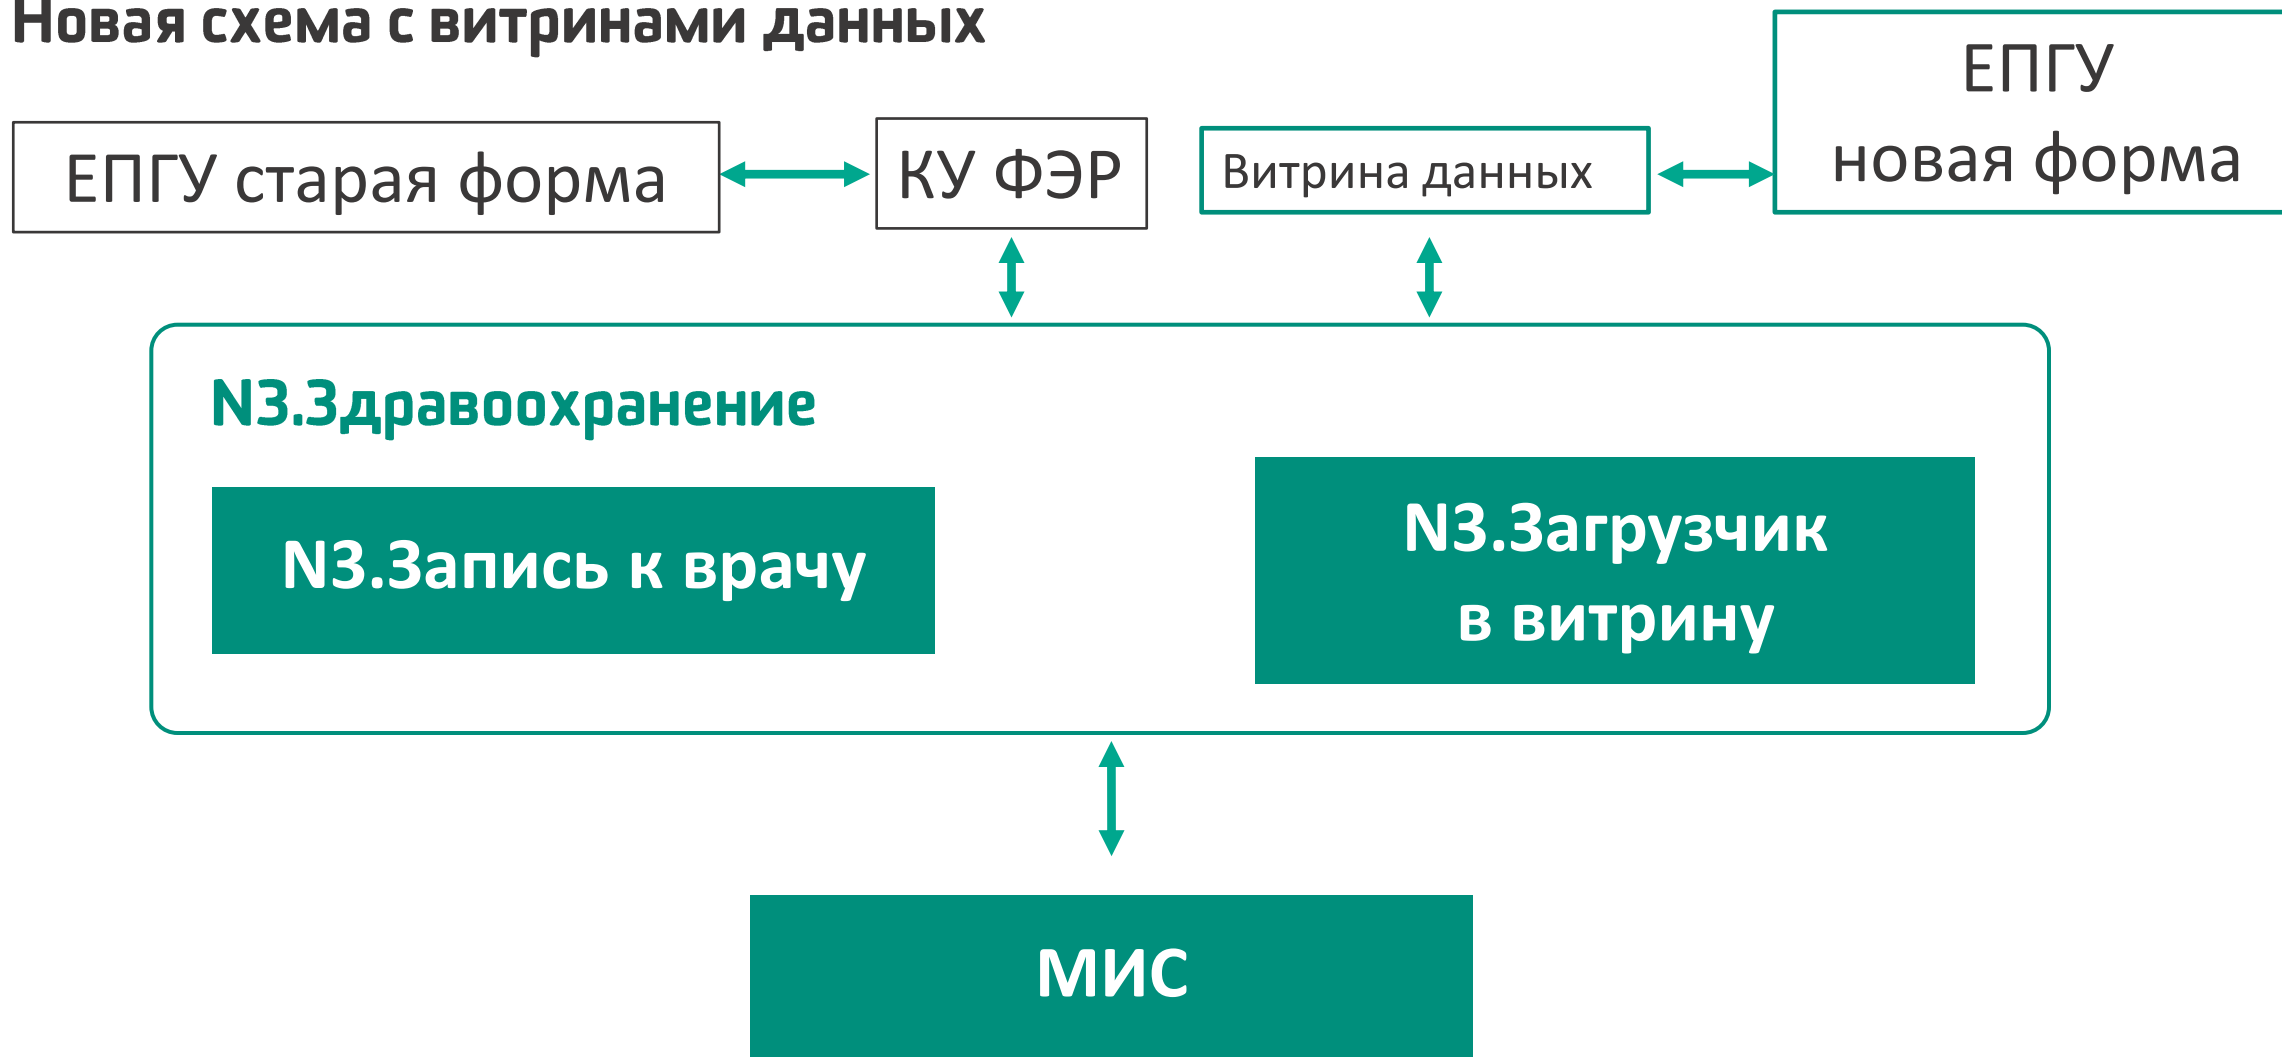 Новая схема с витринами данных
ЕПГУ старая форма
КУ ФЭР
Витрина данных
ЕПГУ
новая форма
N3.Здравоохранение
N3.Запись к врачу
N3.Загрузчик
в витрину
МИС